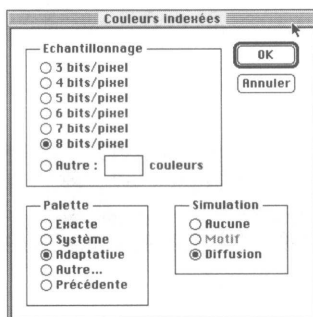 Couleurs indexées
Echantillonnage
3 bits/pixel
4 bits/pixel
5 bits/pixel
6 bits/pixel
7 bits/pixel
8 bits/pixel
Autre : couleurs
OK
Annuler
Palette
Exacte
Système
Adaptative
Autre...
Précédente
Simulation
Aucune
Motif
Diffusion